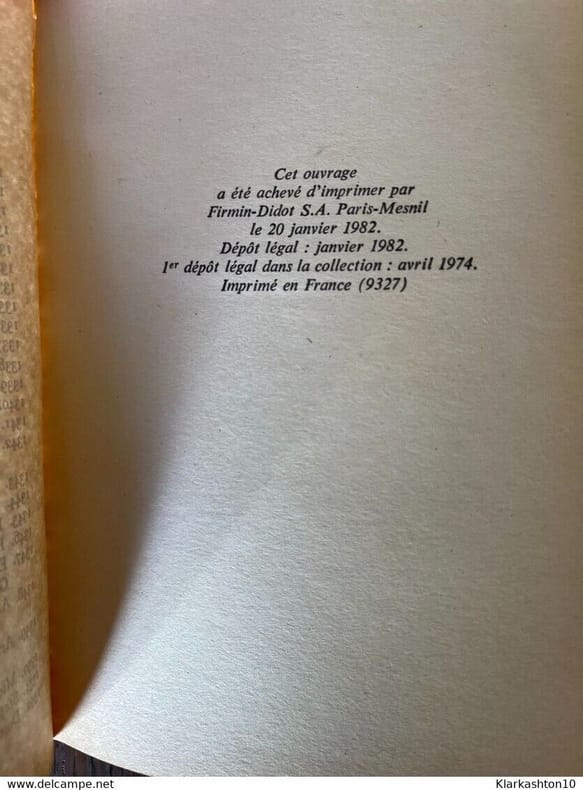 Cet ouvrage
a été achevé d'imprimer par
Firmin-Didot S.A. Paris-Mesnil
le 20 janvier 1982.
Dépôt légal : janvier 1982.
1er dépôt légal dans la collection : avril 1974.
Imprimé en France (9327)
www.delcampe.net
Klarkashton10